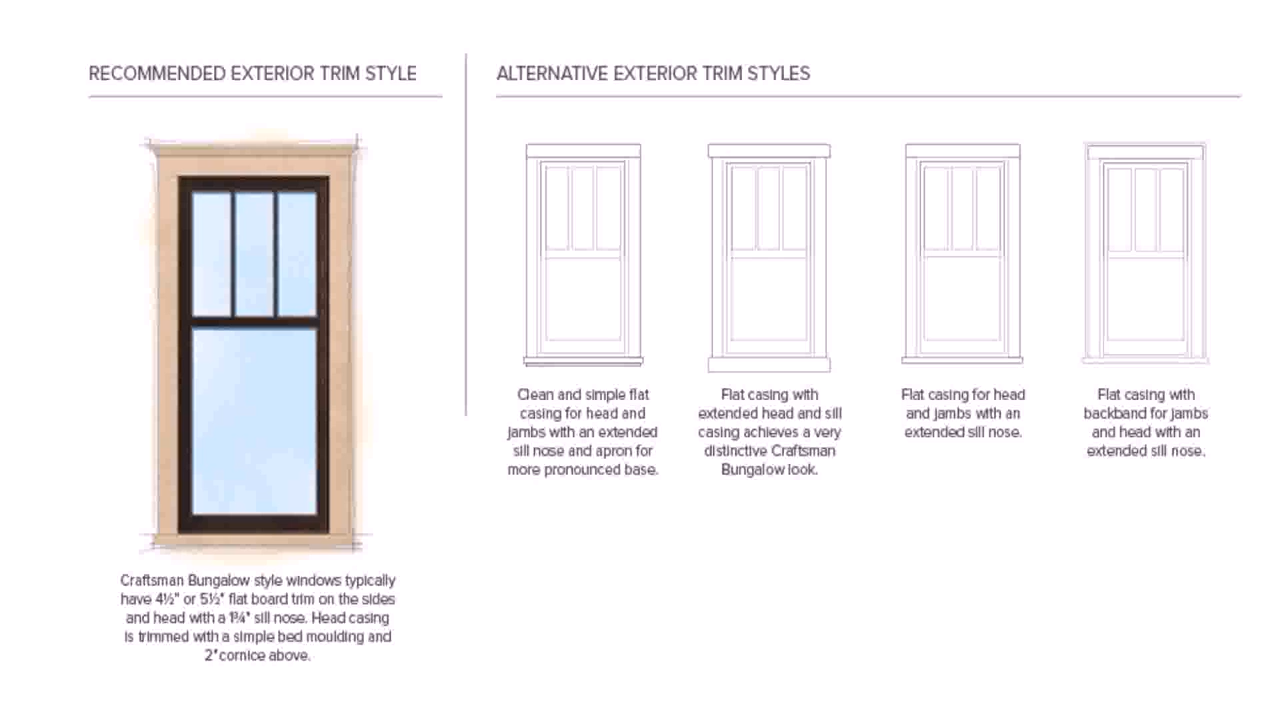 RECOMMENDED EXTERIOR TRIM STYLE
Craftsman Bungalow style windows typically
have 4½" or 5½" flat board trim on the sides
and head with a 1¾" sill nose. Head casing
is trimmed with a simple bed moulding and
2" cornice above.
ALTERNATIVE EXTERIOR TRIM STYLES
Clean and simple flat
casing for head and
jambs with an extended
sill nose and apron for
more pronounced base.
Flat casing with
extended head and sill
casing achieves a very
distinctive Craftsman
Bungalow look.
Flat casing for head
and jambs with an
extended sill nose.
Flat casing with
backband for jambs
and head with an
extended sill nose.